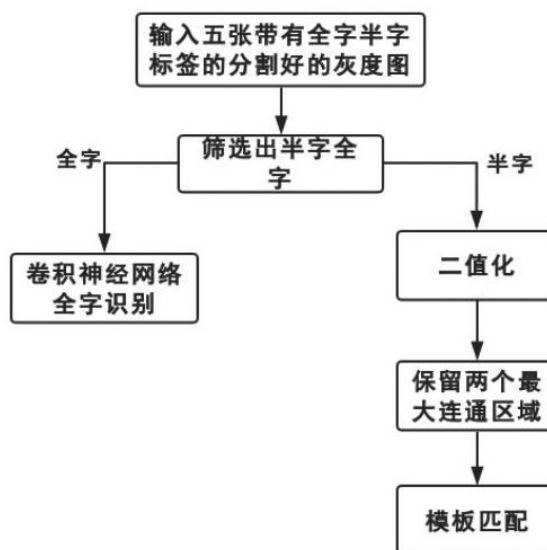 输入五张带有全字半字
标签的分割好的灰度图
筛选出半字全
字
全字
半字
卷积神经网络
全字识别
二值化
保留两个最
大连通区域
模板匹配